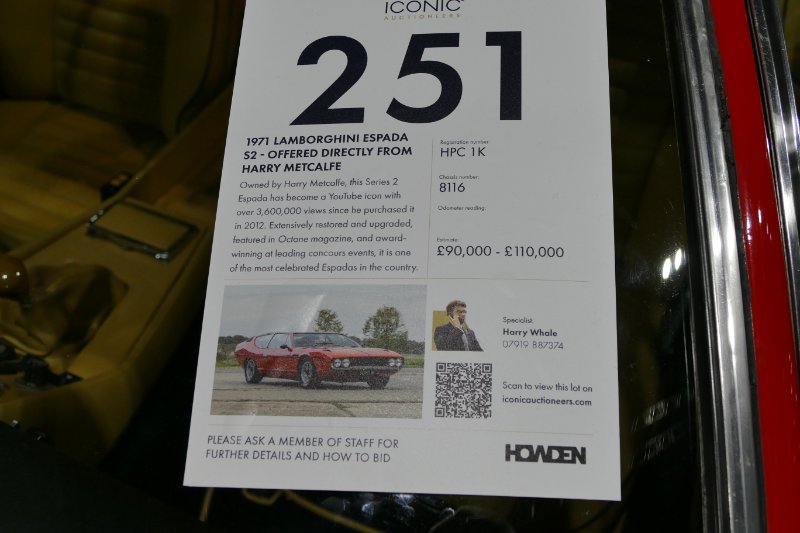 ICONIC
AUCTIONEERS
251
1971 LAMBORGHINI ESPADA
S2 - OFFERED DIRECTLY FROM
HARRY METCALFE
Owned by Harry Metcalfe, this Series 2
Espada has become a YouTube icon with
over 3,600,000 views since he purchased it
in 2012. Extensively restored and upgraded,
featured in Octane magazine, and award-
winning at leading concours events, it is one
of the most celebrated Espadas in the country.
Registration number:
HPC 1K
Chassis number:
8116
Odometer reading:
Estimate:
£90,000 - £110,000
Specialist:
Harry Whale
07919 887374
Scan to view this lot on
iconicauctioneers.com
PLEASE ASK A MEMBER OF STAFF FOR
FURTHER DETAILS AND HOW TO BID
HOWDEN